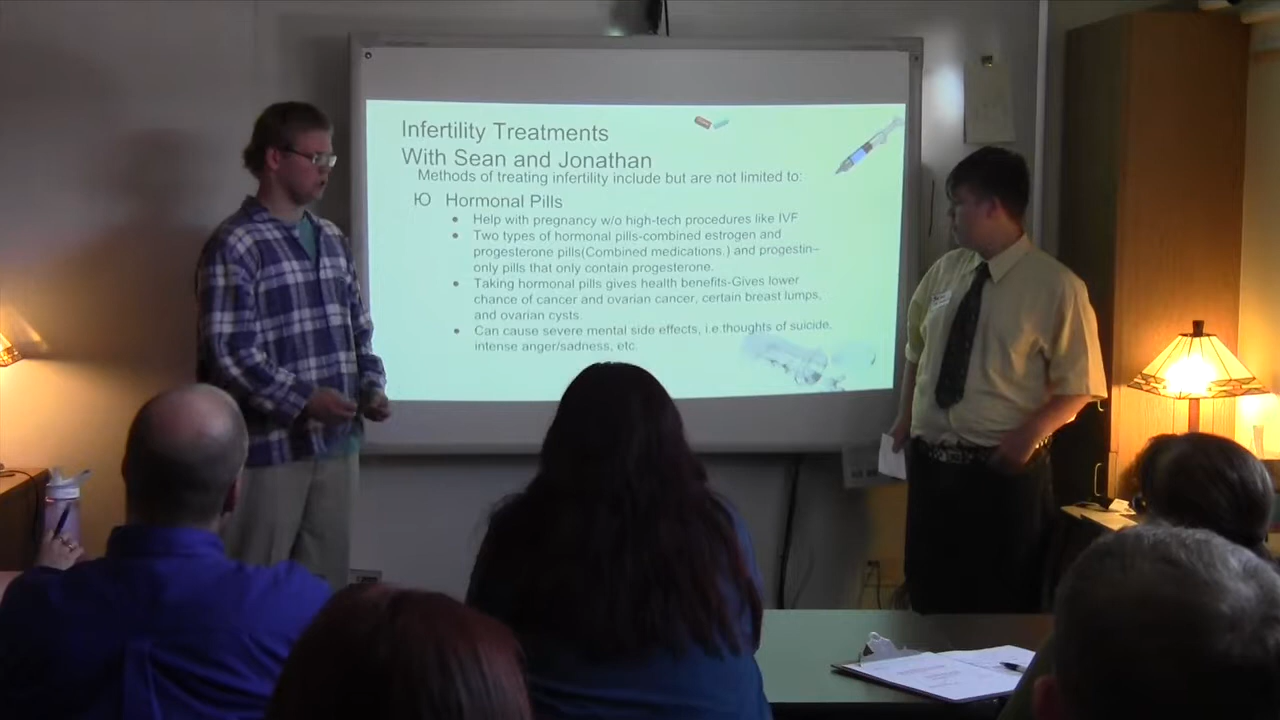 Infertility Treatments
With Sean and Jonathan
Methods of treating infertility include but are not limited to:
Ю Hormonal Pills
● Help with pregnancy w/o high-tech procedures like IVF
● Two types of hormonal pills-combined estrogen and
progesterone pills(Combined medications.) and progestin–
only pills that only contain progesterone.
● Taking hormonal pills gives health benefits-Gives lower
chance of cancer and ovarian cancer, certain breast lumps,
and ovarian cysts.
● Can cause severe mental side effects, i.e.thoughts of suicide,
intense anger/sadness, etc.